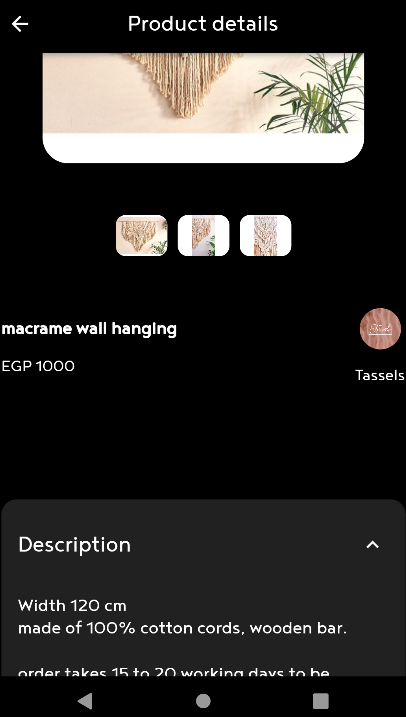 Product details
macrame wall hanging
EGP 1000
Tassels
Description
Width 120 cm
made of 100% cotton cords, wooden bar.
order takes 15 to 20 working days to be